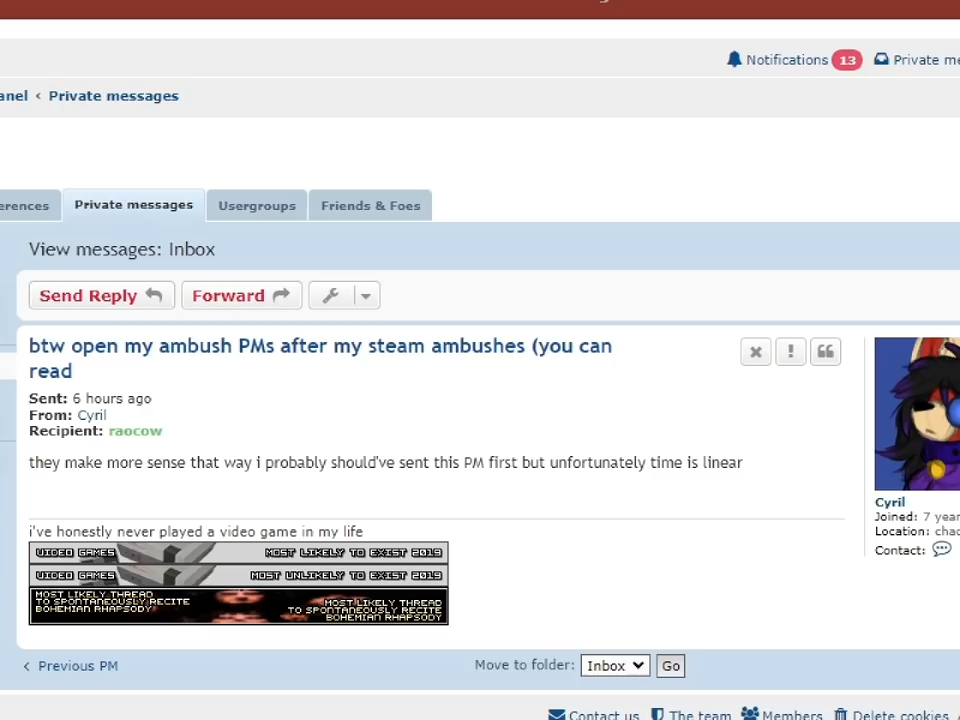 Notifications 13 Private me
anel ‹ Private messages
erences Private messages Usergroups Friends & Foes
View messages: Inbox
Send Reply Forward
btw open my ambush PMs after my steam ambushes (you can
read
Sent: 6 hours ago
From: Cyril
Recipient: raocow
they make more sense that way i probably should've sent this PM first but unfortunately time is linear
Cyril
Joined: 7 year
Location: chao
Contact:
i've honestly never played a video game in my life
VIDEO GAMES MOST LIKELY TO EXIST 2019
VIDEO GAMES MOST UNLIKELY TO EXIST 2019
MOST LIKELY THREAD
TO SPONTANEOUSLY RECITE
BOHEMIAN RHAPSODY
MOST LIKELY THREAD
TO SPONTANEOUSLY RECITE
BOHEMIAN RHAPSODY
‹ Previous PM Move to folder: Inbox Go
Contact us The team Members Delete cookies